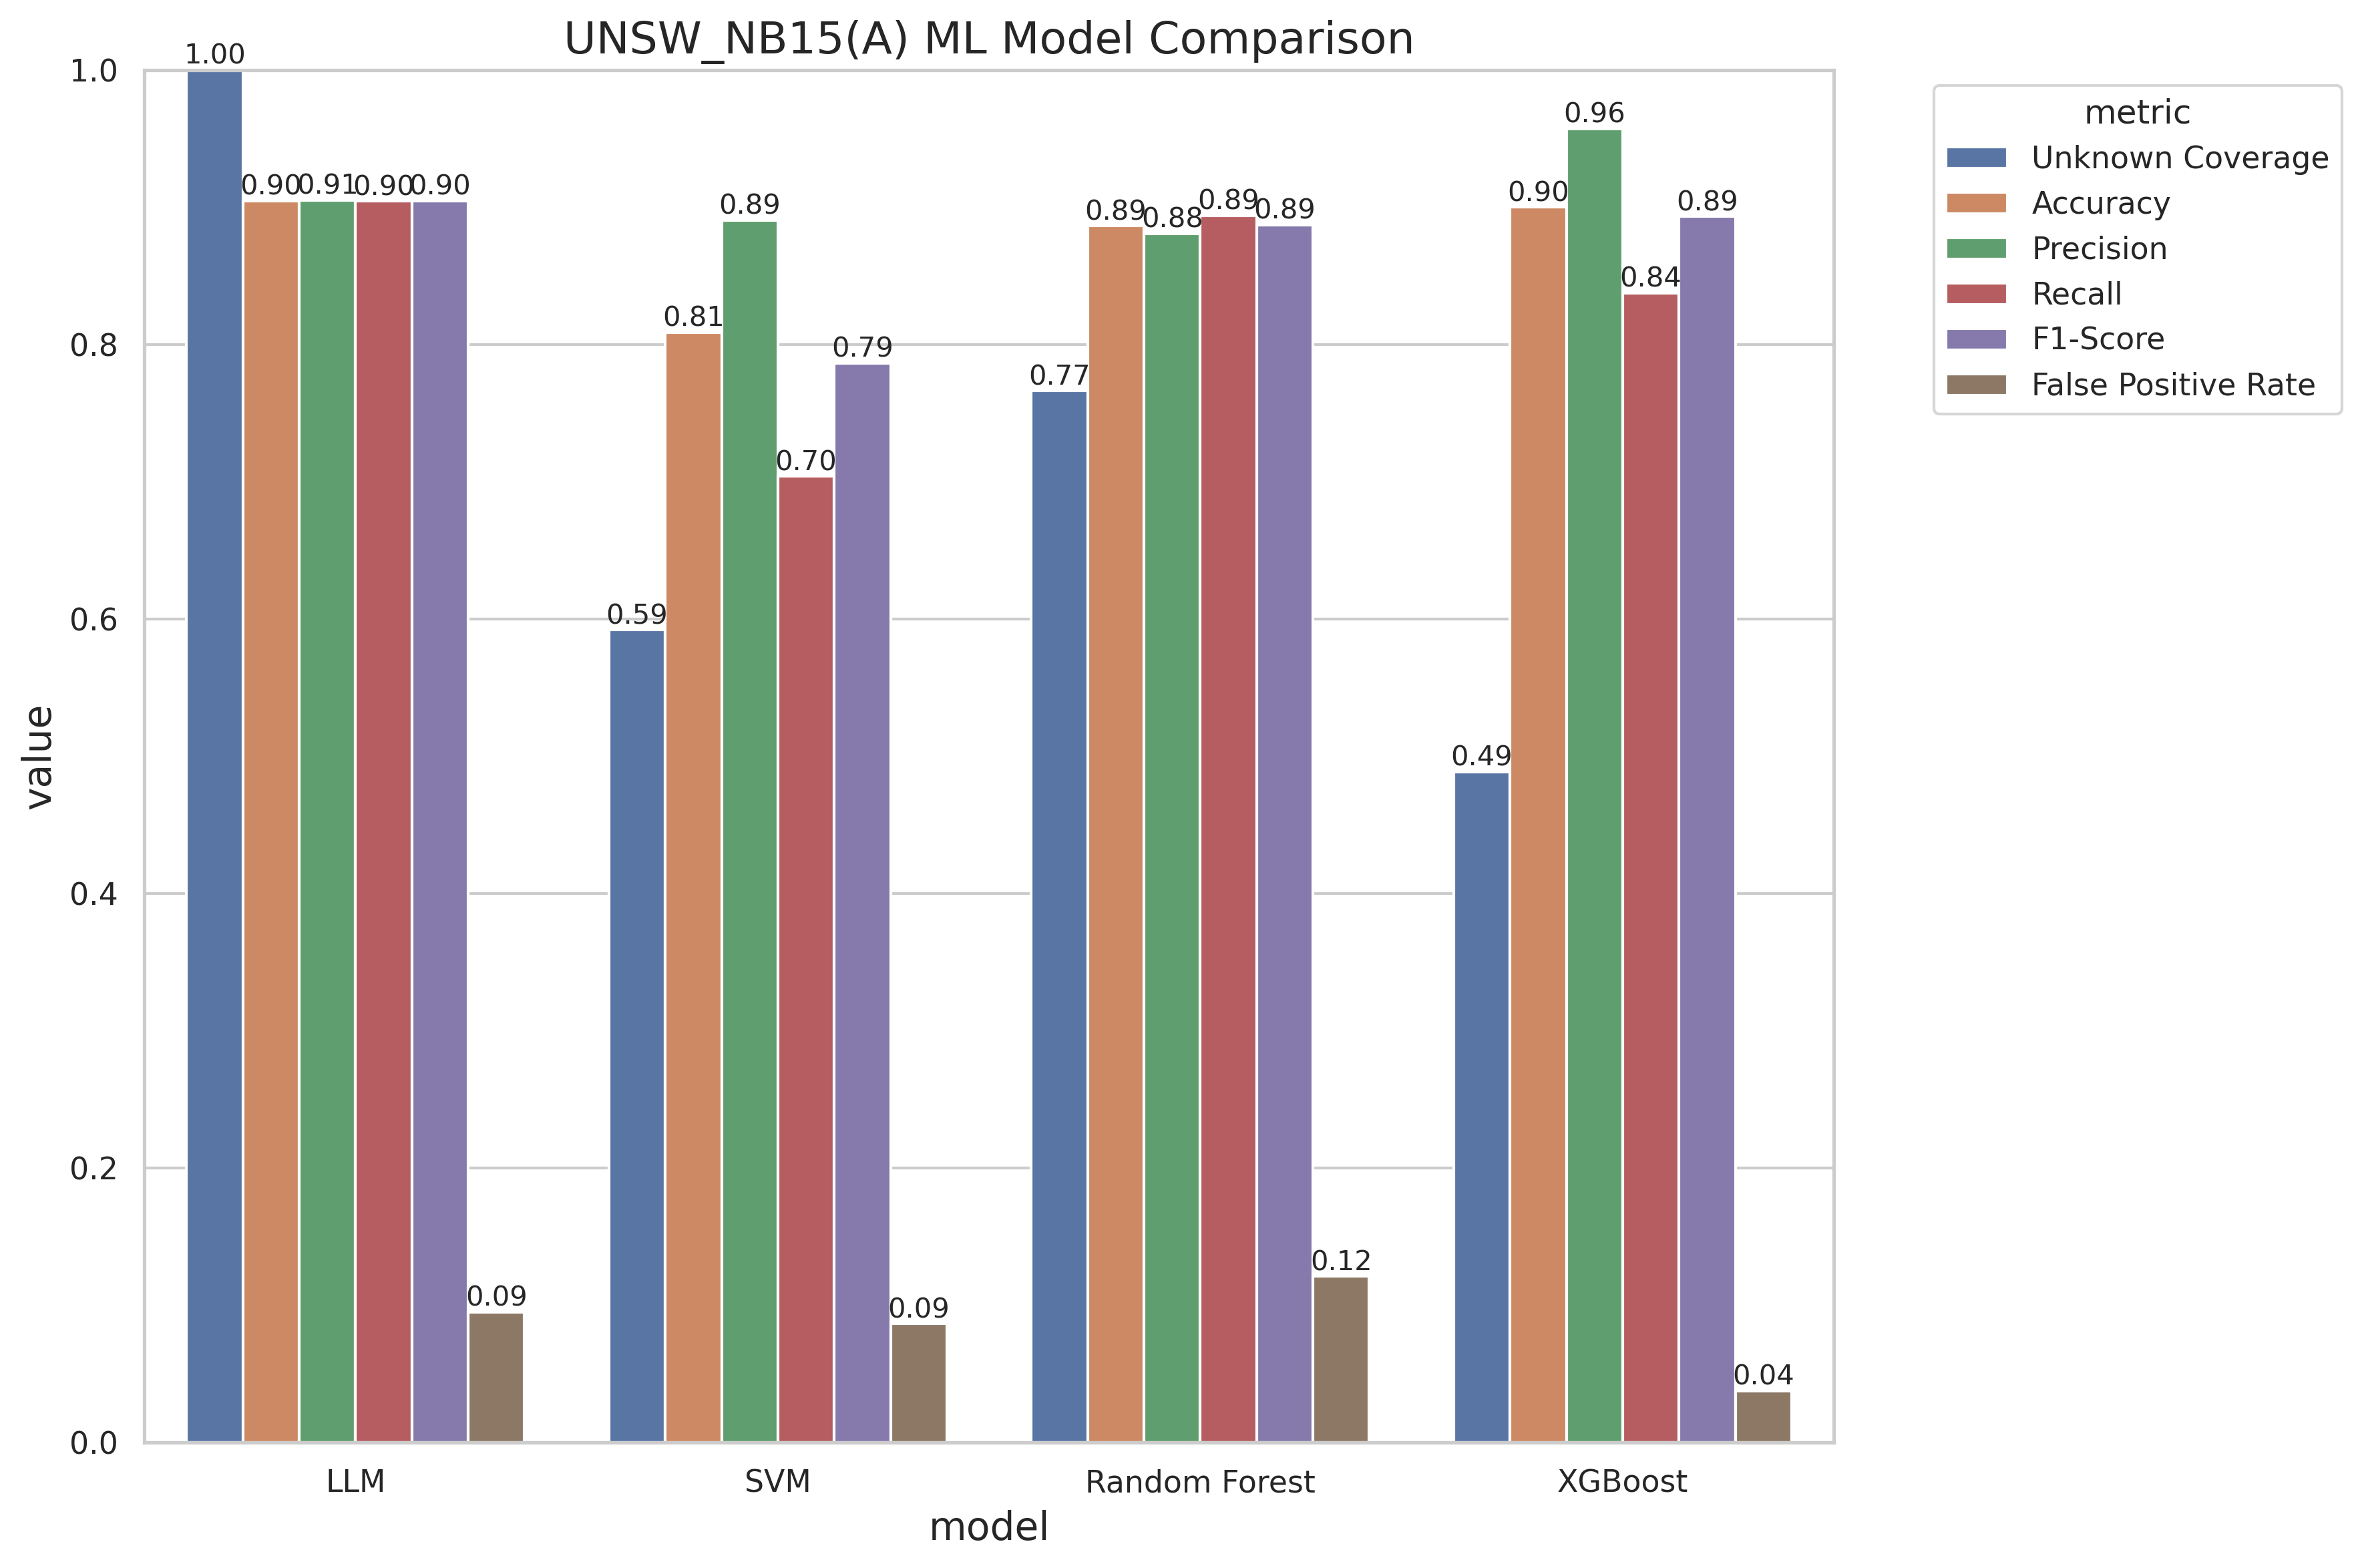 UNSW_NB15(A) ML Model Comparison
value
1.0
0.8
0.6
0.4
0.2
0.0
1.00
0.90
0.91
0.90
0.90
0.09
0.59
0.81
0.89
0.70
0.79
0.09
0.77
0.89
0.88
0.89
0.89
0.12
0.49
0.90
0.96
0.84
0.89
0.04
LLM
SVM
Random Forest
XGBoost
model
metric
Unknown Coverage
Accuracy
Precision
Recall
F1-Score
False Positive Rate